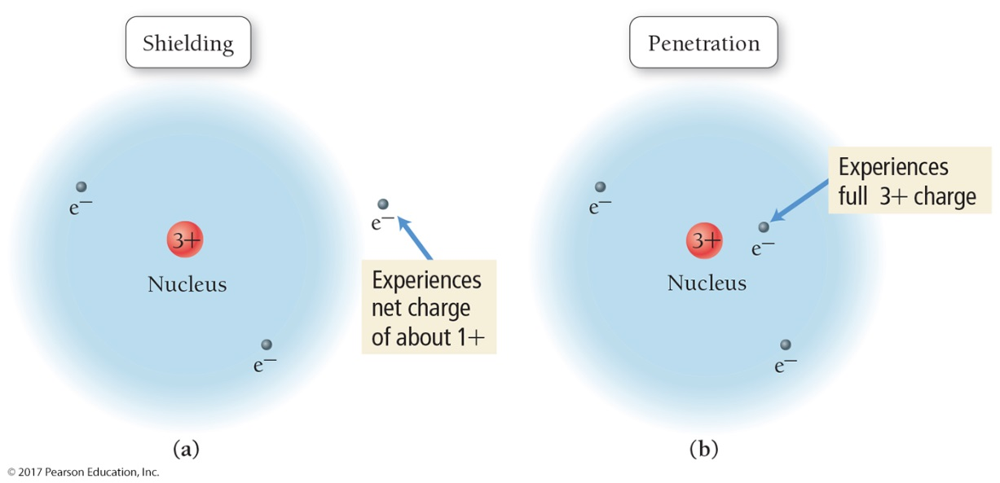 Shielding
e−
3+
Nucleus
e−
e−
Experiences
net charge
of about 1+
(a)
Penetration
e−
3+
Nucleus
e−
e−
Experiences
full 3+ charge
(b)
© 2017 Pearson Education, Inc.